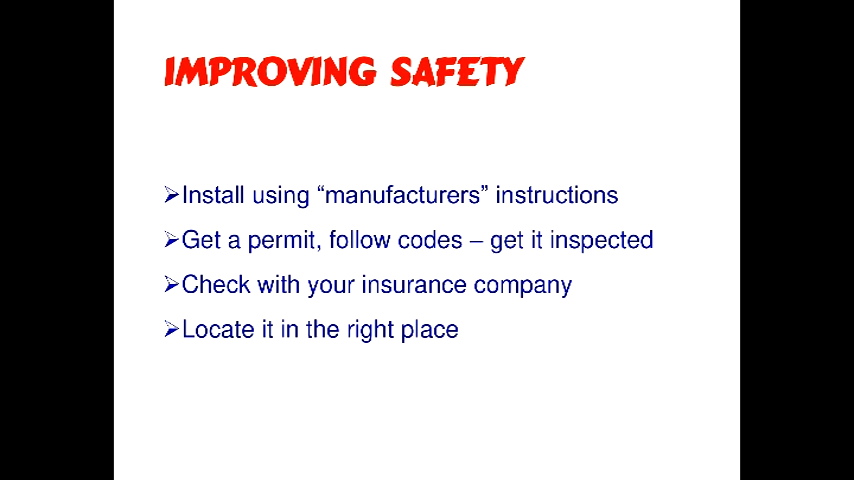 IMPROVING SAFETY
➢Install using “manufacturers” instructions
➢Get a permit, follow codes – get it inspected
➢Check with your insurance company
➢Locate it in the right place